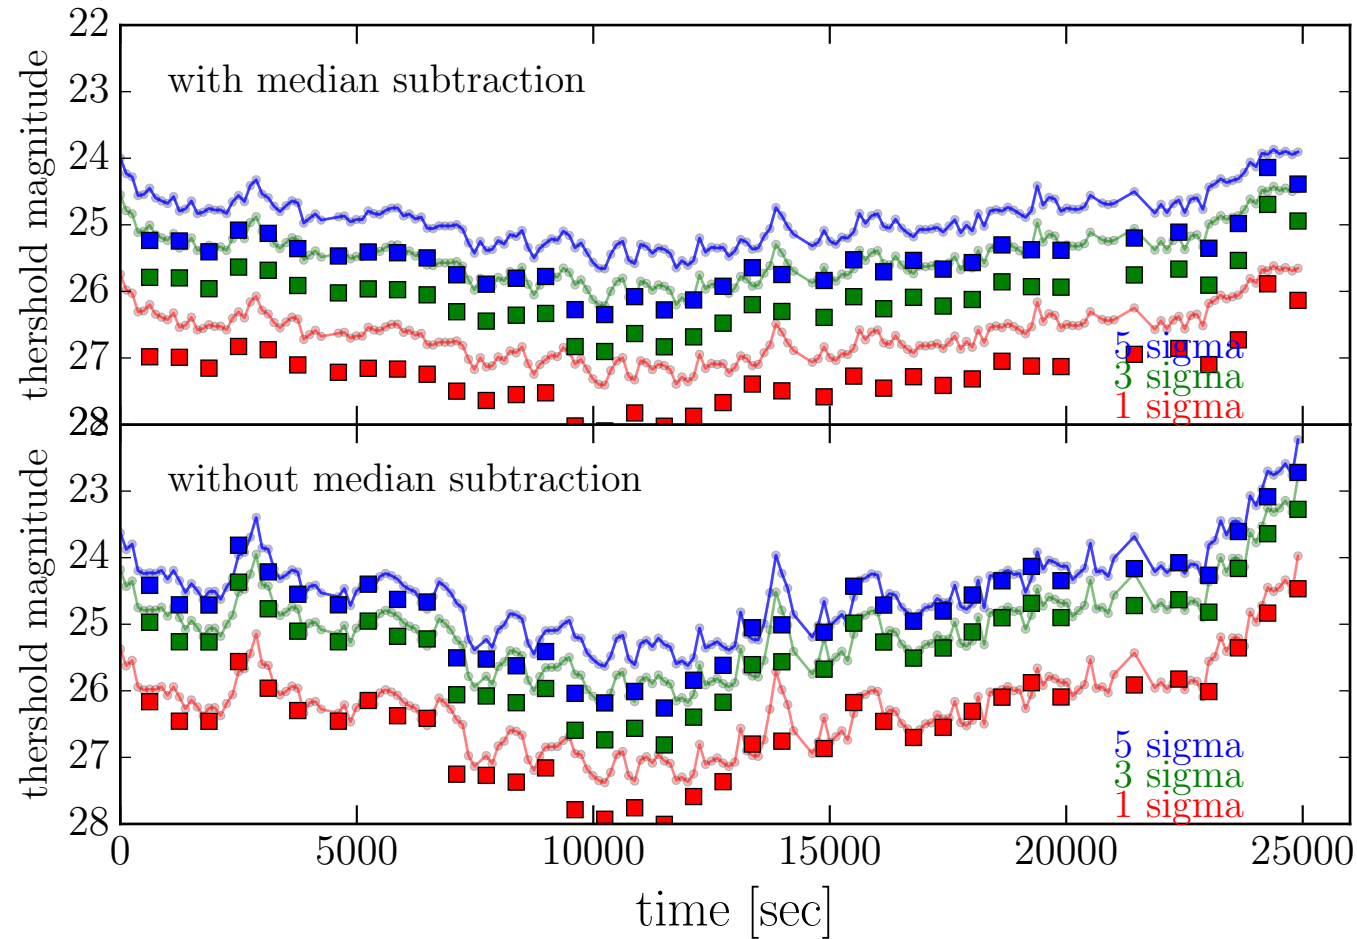 22
with median subtraction
23
24
25
26
27
28
thershold magnitude
5 sigma
3 sigma
1 sigma
without median subtraction
23
24
25
26
27
28
thershold magnitude
5 sigma
3 sigma
1 sigma
0 5000 10000 15000 20000 25000
time [sec]